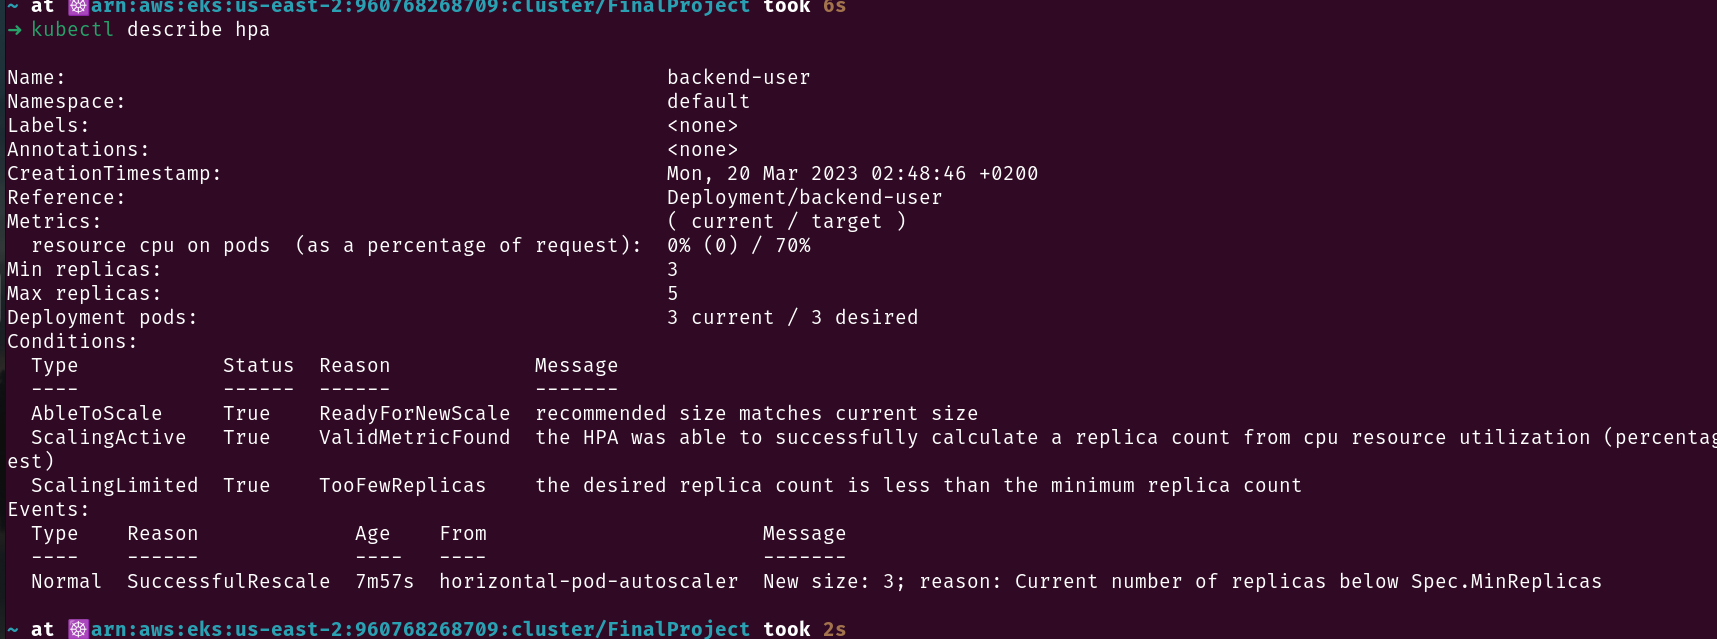 ~ at ☸arn:aws:eks:us-east-2:960768268709:cluster/FinalProject took 6s
→ kubectl describe hpa
Name: backend-user
Namespace: default
Labels: <none>
Annotations: <none>
CreationTimestamp: Mon, 20 Mar 2023 02:48:46 +0200
Reference: Deployment/backend-user
Metrics: ( current / target )
resource cpu on pods (as a percentage of request): 0% (0) / 70%
Min replicas: 3
Max replicas: 5
Deployment pods: 3 current / 3 desired
Conditions:
Type Status Reason Message
---- ------ ------ -------
AbleToScale True ReadyForNewScale recommended size matches current size
ScalingActive True ValidMetricFound the HPA was able to successfully calculate a replica count from cpu resource utilization (percentag
est)
ScalingLimited True TooFewReplicas the desired replica count is less than the minimum replica count
Events:
Type Reason Age From Message
---- ------ ---- ---- -------
Normal SuccessfulRescale 7m57s horizontal-pod-autoscaler New size: 3; reason: Current number of replicas below Spec.MinReplicas
~ at ☸arn:aws:eks:us-east-2:960768268709:cluster/FinalProject took 2s